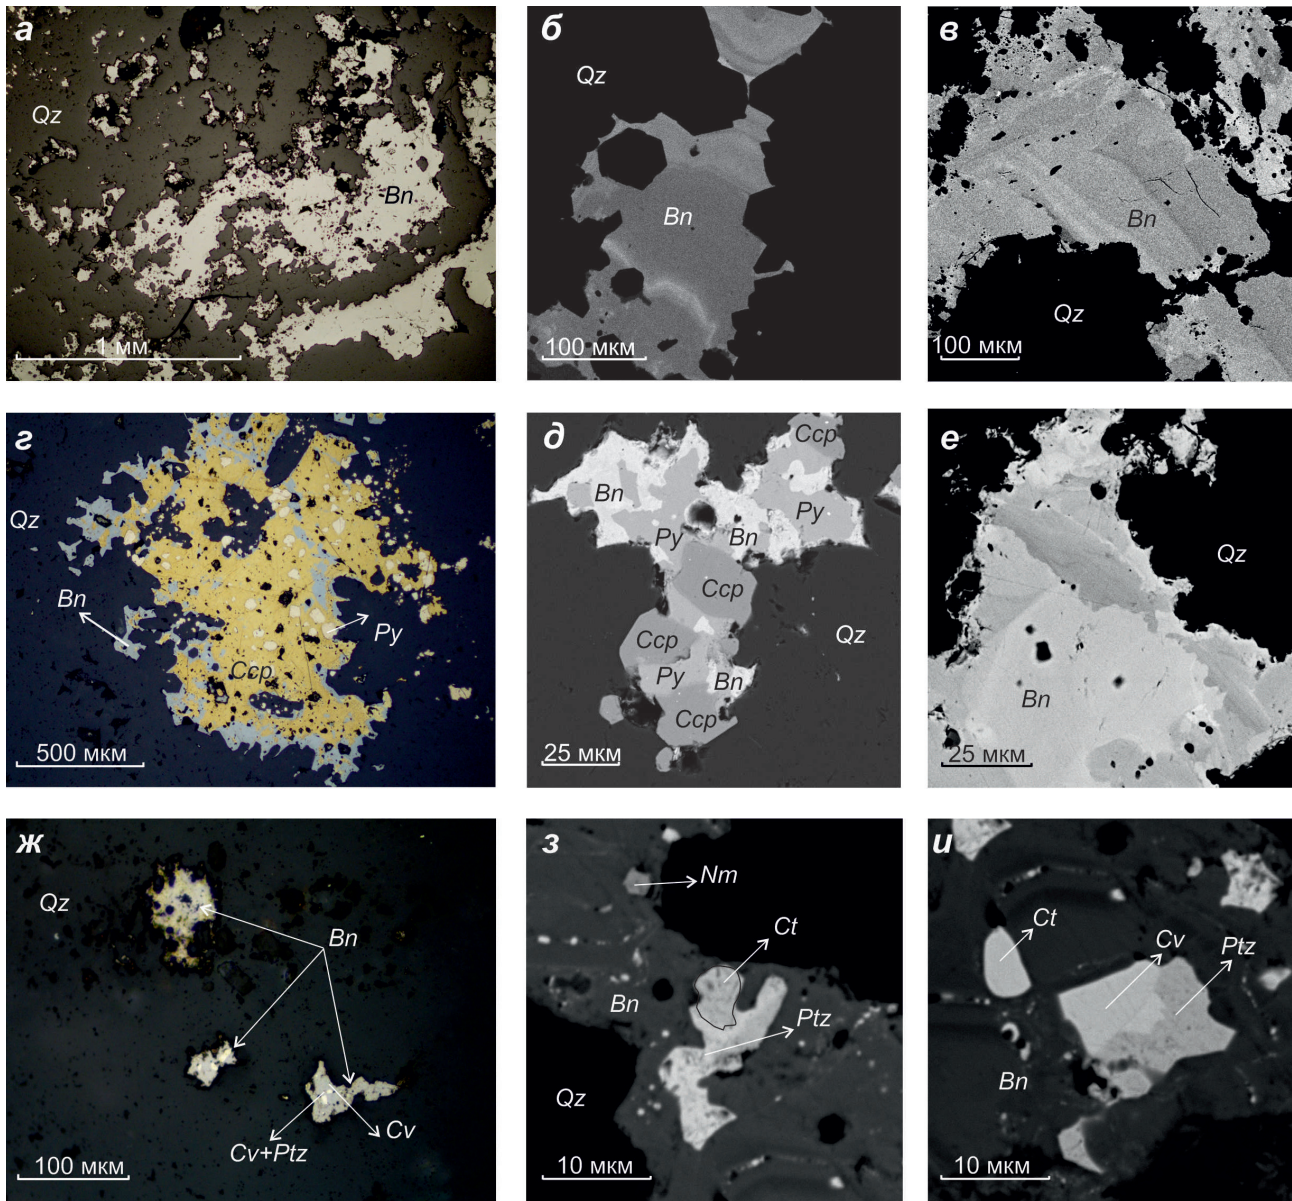 а
Qz
Bn
1 мм
б
Qz
Bn
100 мкм
в
Bn
Qz
100 мкм
г
Qz
Bn
Py
Ccp
500 мкм
д
Ccp
Bn
Py
Py
Bn
Ccp
Qz
Ccp
Py
Bn
Ccp
25 мкм
е
Qz
Bn
25 мкм
ж
Qz
Bn
Cv
Cv+Ptz
100 мкм
з
Nm
Ct
Bn
Ptz
Qz
10 мкм
и
Ct
Cv
Ptz
Bn
10 мкм